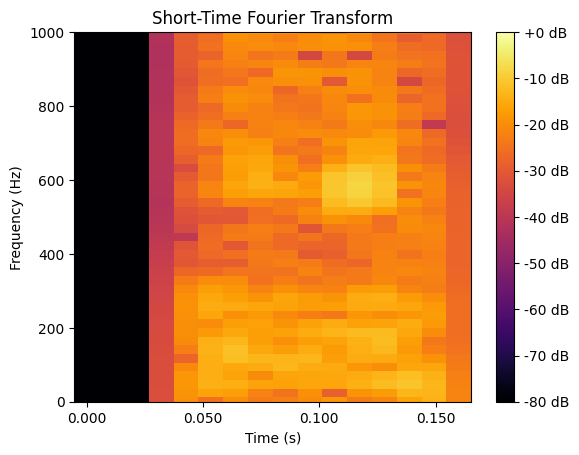 Short-Time Fourier Transform
1000
800
600
400
200
0
Frequency (Hz)
0.000
0.050
0.100
0.150
Time (s)
+0 dB
-10 dB
-20 dB
-30 dB
-40 dB
-50 dB
-60 dB
-70 dB
-80 dB